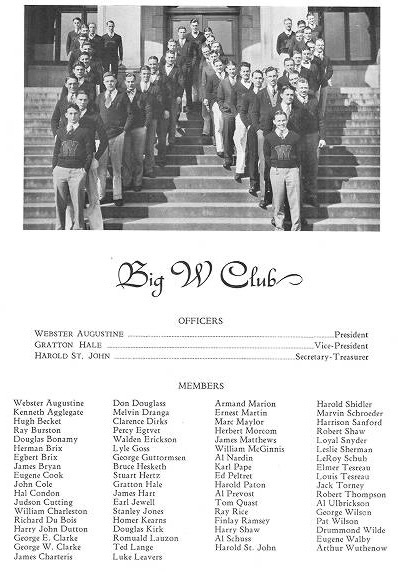 Big W Club
OFFICERS
WEBSTER AUGUSTINE President
GRATTON HALE Vice-President
HAROLD ST. JOHN Secretary-Treasurer
MEMBERS
Webster Augustine
Kenneth Agglegate
Hugh Becket
Ray Burston
Douglas Bonamy
Herman Brix
Egbert Brix
James Bryan
Eugene Cook
John Cole
Hal Condon
Judson Cutting
William Charleston
Richard Du Bois
Harry John Dutton
George E. Clarke
George W. Clarke
James Charteris
Don Douglass
Melvin Dranga
Clarence Dirks
Percy Egtvet
Walden Erickson
Lyle Goss
George Guttormsen
Bruce Hesketh
Stuart Hertz
Gratton Hale
James Hart
Earl Jewell
Stanley Jones
Homer Kearns
Douglas Kirk
Romuald Lauzon
Ted Lange
Luke Leavers
Armand Marion
Ernest Martin
Marc Maylor
Herbert Morcom
James Matthews
William McGinnis
Al Nardin
Karl Pape
Ed Peltret
Harold Paton
Al Prevost
Tom Quast
Ray Rice
Finlay Ramsey
Harry Shaw
Al Schuss
Harold St. John
Harold Shidler
Marvin Schroeder
Harrison Sanford
Robert Shaw
Loyal Snyder
Leslie Sherman
LeRoy Schub
Elmer Tesreau
Louis Tesreau
Jack Torney
Robert Thompson
Al Ulbrickson
George Wilson
Pat Wilson
Drummond Wilde
Eugene Walby
Arthur Wuthenow